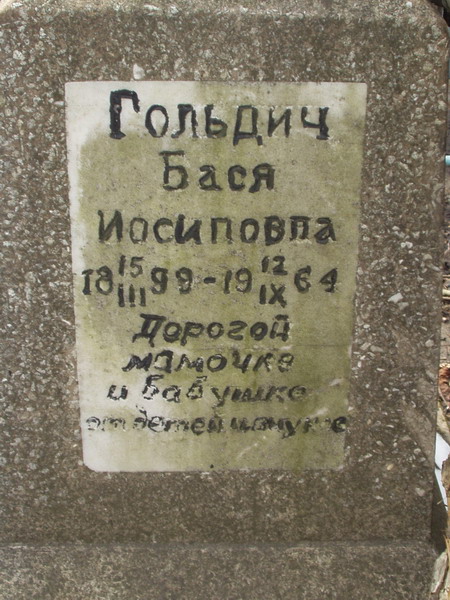 Гольдич
Бася
Иосиповпа
18 15/III 99 - 19 12/IX 64
Дорогой
мамочке
и бабушке
от детей и внуков